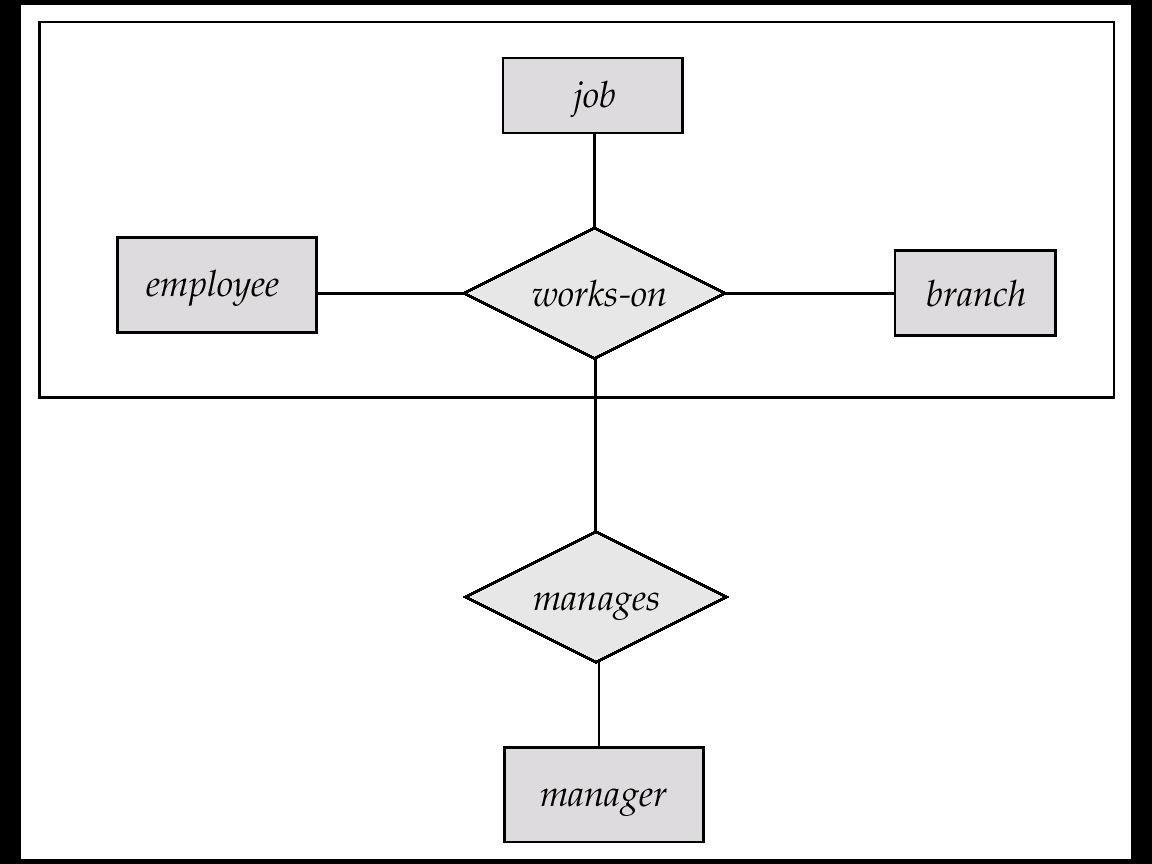 job
employee
works-on
branch
manages
manager